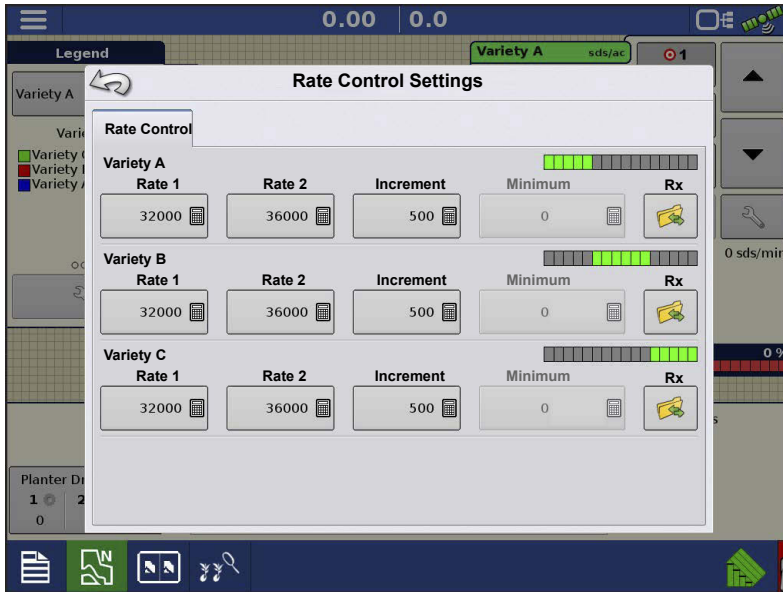 0.00 0.0
Legend
Variety A sds/ac
1
Variety A
Rate Control Settings
Rate Control
Variety A
Rate 1 Rate 2 Increment Minimum Rx
32000 36000 500 0
Variety B
Rate 1 Rate 2 Increment Minimum Rx
32000 36000 500 0
0 sds/min
Variety C
Rate 1 Rate 2 Increment Minimum Rx
32000 36000 500 0
Variety
Variety
Variety
0 %
Planter Dr
1 2
0
N